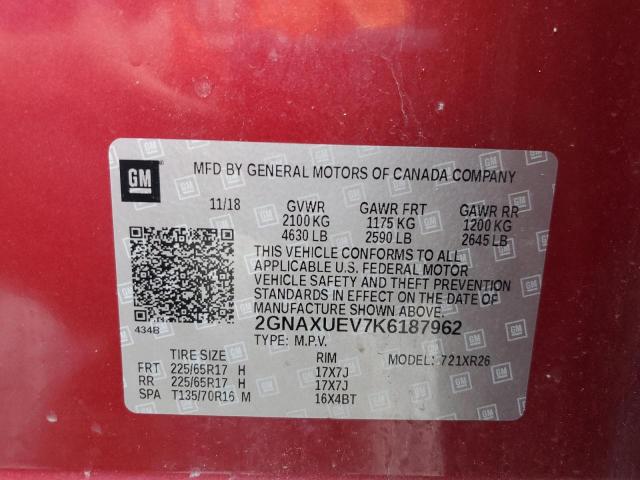 GM
MFD BY GENERAL MOTORS OF CANADA COMPANY
11/18 GVWR GAWR FRT GAWR RR
2100 KG 1175 KG 1200 KG
4630 LB 2590 LB 2645 LB
THIS VEHICLE CONFORMS TO ALL
APPLICABLE U.S. FEDERAL MOTOR
VEHICLE SAFETY AND THEFT PREVENTION
STANDARDS IN EFFECT ON THE DATE OF
MANUFACTURE SHOWN ABOVE.
434B 2GNAXUEV7K6187962
TYPE: M.P.V. MODEL: 721XR26
TIRE SIZE RIM
FRT 225/65R17 H 17X7J
RR 225/65R17 H 17X7J
SPA T135/70R16 M 16X4BT